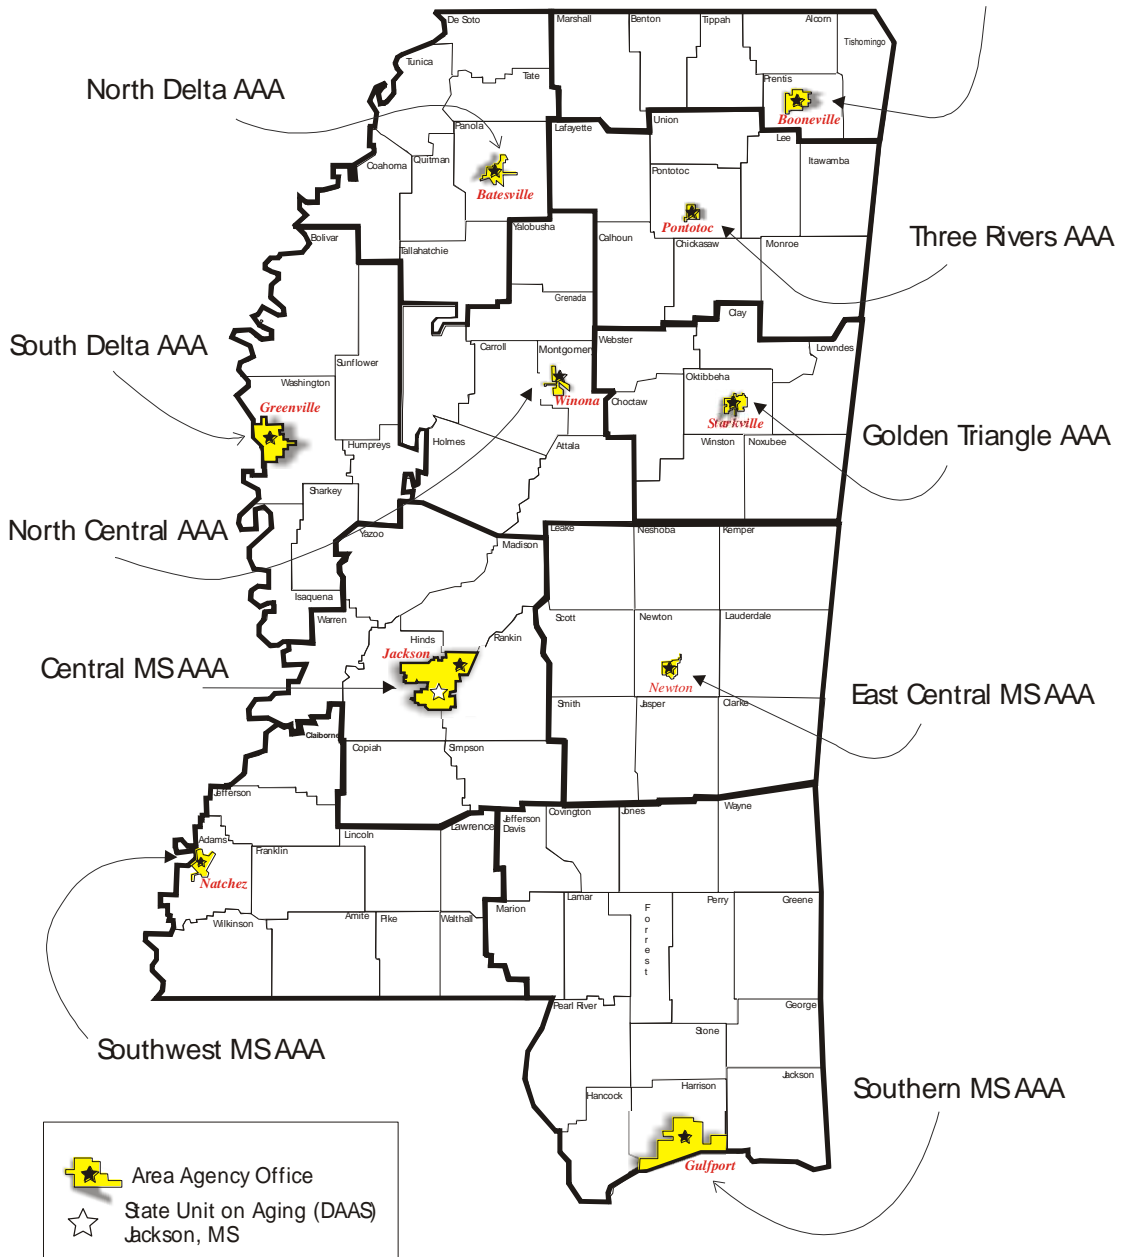 De Soto
Marshall
Benton
Tippah
Alcorn
Tishomingo
Tunica
Tate
Prentis
North Delta AAA
Booneville
Panola
Lafayette
Union
Lee
Coahoma
Quitman
Itawamba
Pontotoc
Batesville
Pontotoc
Yalobusha
Calhoun
Chickasaw
Monroe
Three Rivers AAA
Bolivar
Tallahatchie
Grenada
Clay
South Delta AAA
Sunflower
Carroll
Montgomery
Webster
Lowndes
Washington
Oktibbeha
Greenville
Winona
Choctaw
Starkville
Golden Triangle AAA
Humpreys
Holmes
Attala
Winston
Noxubee
Sharkey
North Central AAA
Yazoo
Madison
Leake
Neshoba
Kemper
Isaquena
Warren
Scott
Newton
Lauderdale
Hinds
Rankin
Jackson
Central MS AAA
Newton
East Central MS AAA
Smith
Jasper
Clarke
Claiborne
Copiah
Simpson
Jefferson
Lawrence
Jefferson
Davis
Covington
Jones
Wayne
Lincoln
Adams
Franklin
Natchez
Marion
Lamar
Forrest
Perry
Greene
Wilkinson
Amite
Pike
Walthall
Pearl River
George
Stone
Southwest MS AAA
Jackson
Harrison
Hancock
Southern MS AAA
Gulfport
Area Agency Office
State Unit on Aging (DAAS)
Jackson, MS